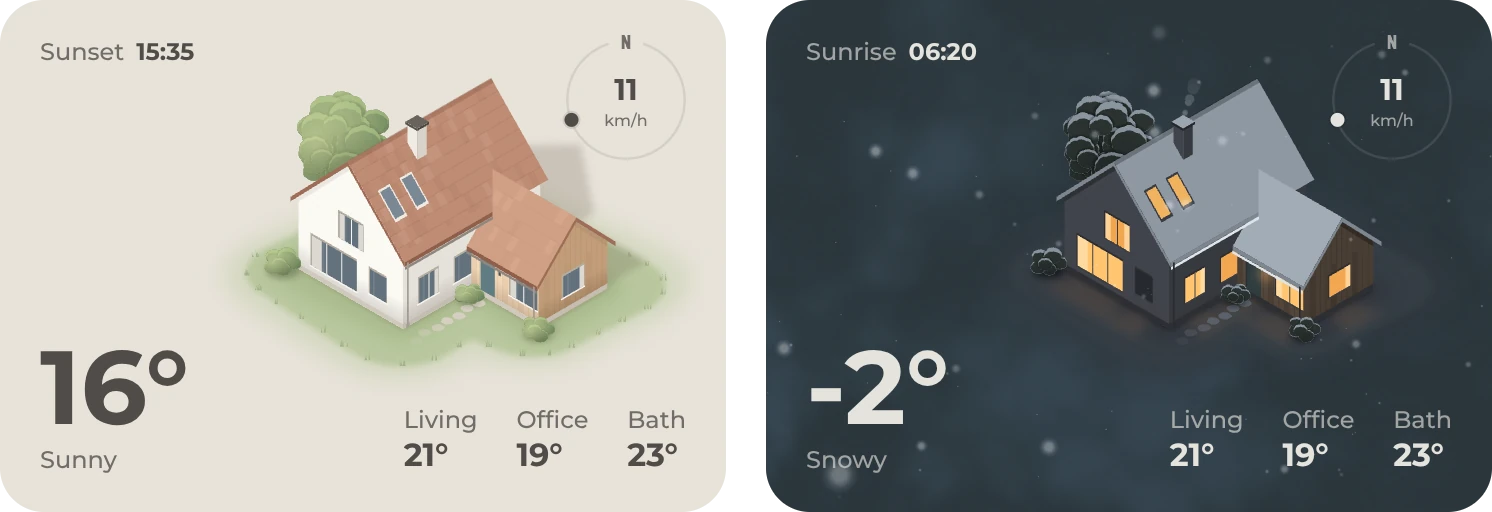 Sunset 15:35
N
11
km/h
16°
Sunny
Living Office Bath
21° 19° 23°
Sunrise 06:20
N
11
km/h
-2°
Snowy
Living Office Bath
21° 19° 23°